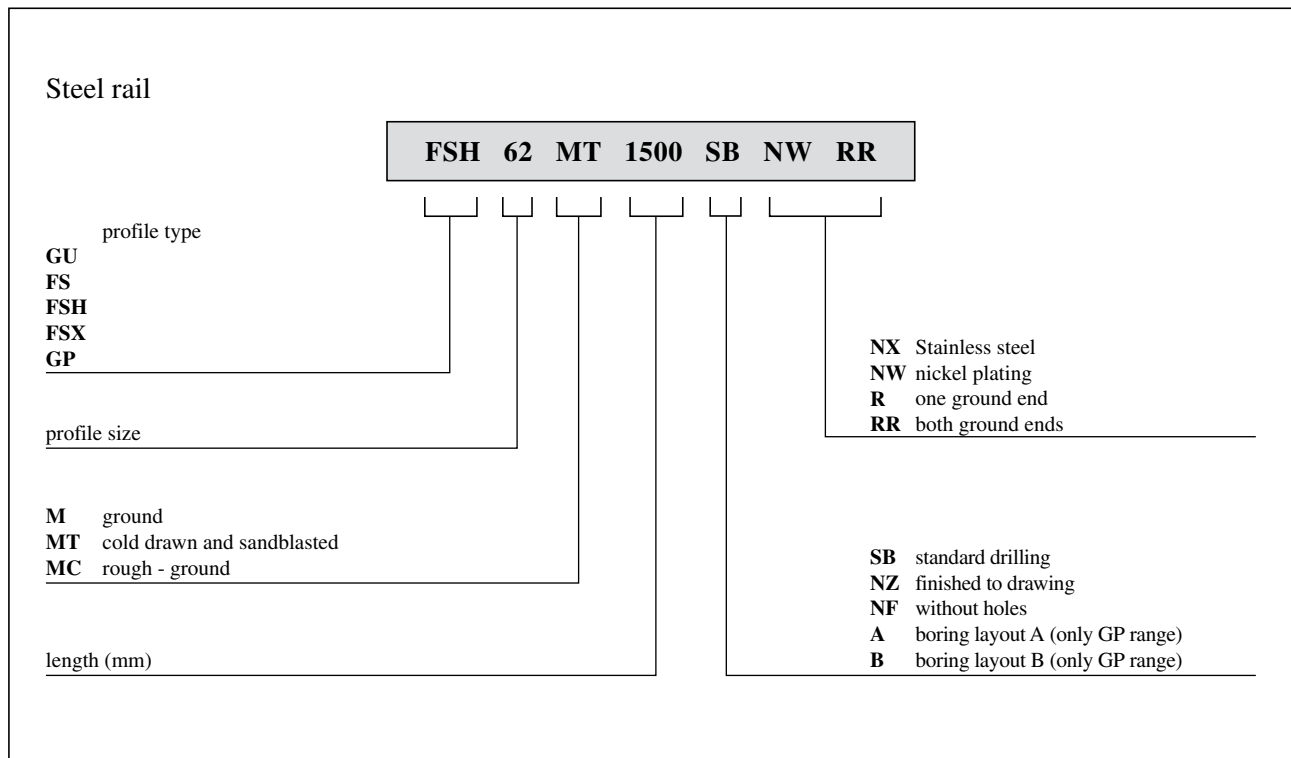 Steel rail
FSH 62 MT 1500 SB NW RR
profile type
GU
FS
FSH
FSX
GP
profile size
M ground
MT cold drawn and sandblasted
MC rough - ground
length (mm)
NX Stainless steel
NW nickel plating
R one ground end
RR both ground ends
SB standard drilling
NZ finished to drawing
NF without holes
A boring layout A (only GP range)
B boring layout B (only GP range)